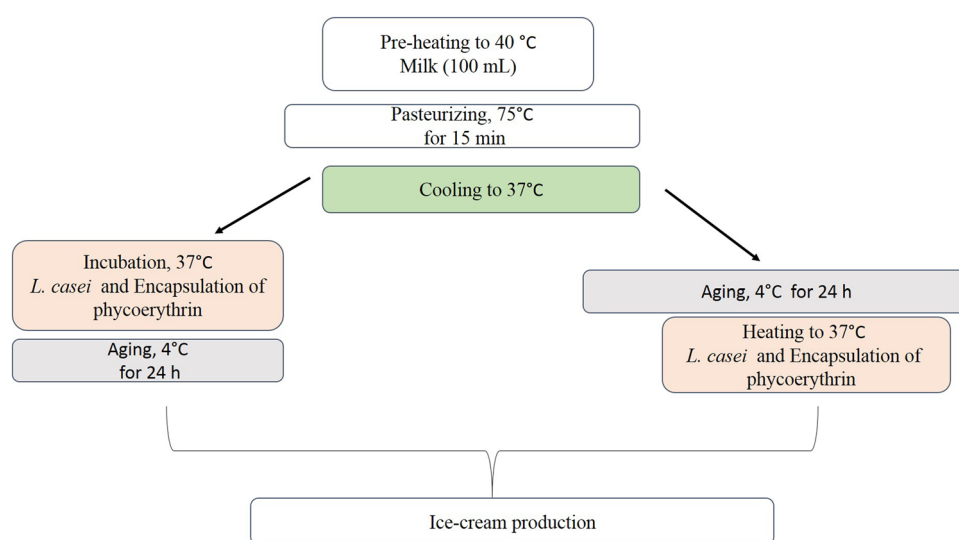 Pre-heating to 40 °C
Milk (100 mL)
Pasteurizing, 75°C
for 15 min
Cooling to 37°C
Incubation, 37°C
L. casei and Encapsulation of
phycoerythrin
Aging, 4°C
for 24 h
Aging, 4°C for 24 h
Heating to 37°C
L. casei and Encapsulation of
phycoerythrin
Ice-cream production